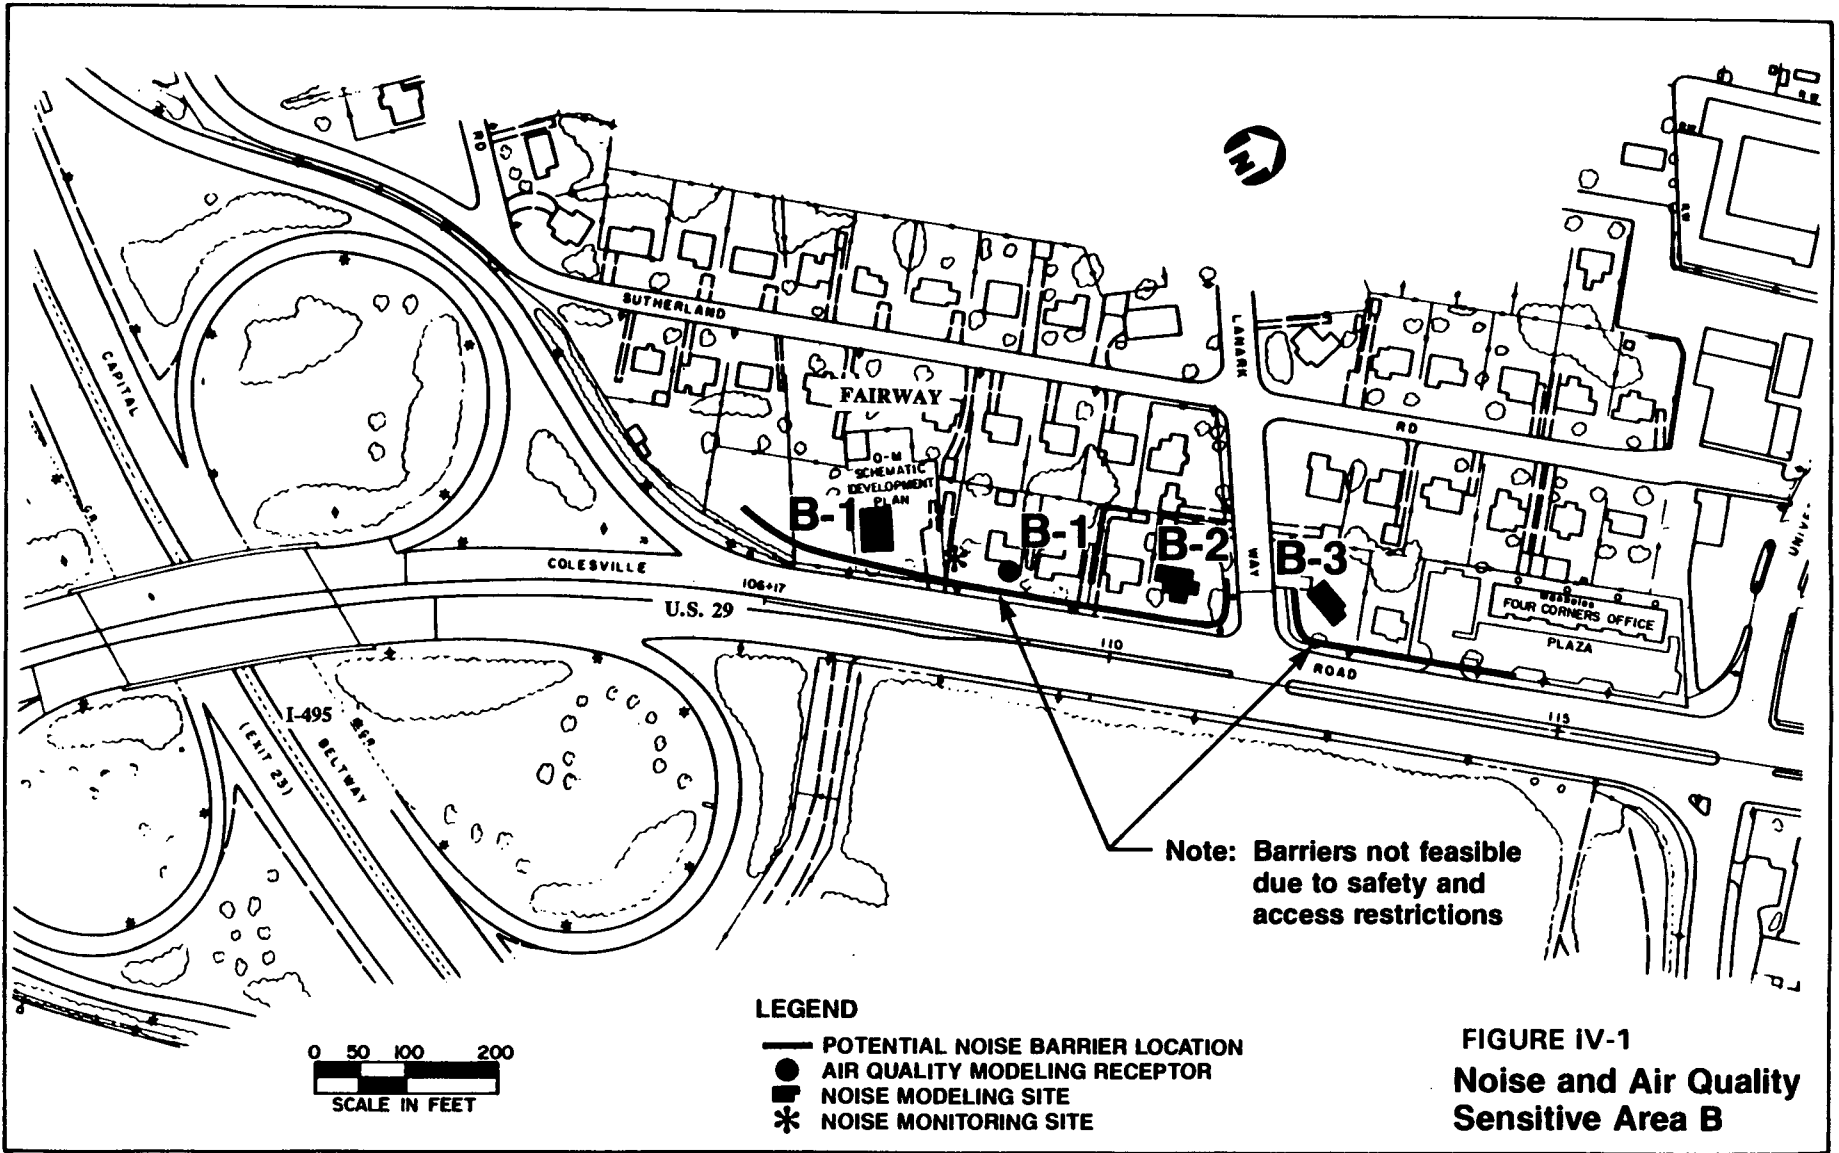 RD
N
SUTHERLAND
LANARK
CAPITAL
FAIRWAY
RD
O-M
SCHEMATIC
DEVELOPMENT
PLAN
B-1
B-1
B-2
WAY
B-3
COLESVILLE
106+17
U.S. 29
FOUR CORNERS OFFICE
PLAZA
110
ROAD
115
I-495
(EXIT 23)
BELTWAY
Note: Barriers not feasible
due to safety and
access restrictions
LEGEND
POTENTIAL NOISE BARRIER LOCATION
AIR QUALITY MODELING RECEPTOR
NOISE MODELING SITE
NOISE MONITORING SITE
0 50 100 200
SCALE IN FEET
FIGURE IV-1
Noise and Air Quality
Sensitive Area B